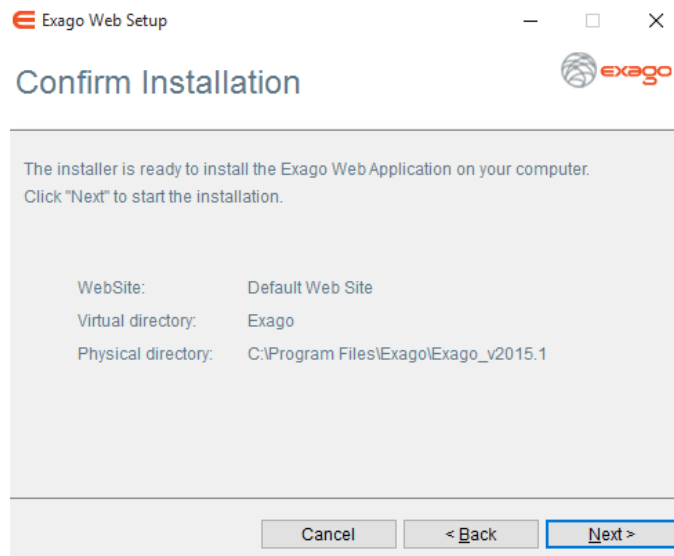 Exago Web Setup
Confirm Installation
exago
The installer is ready to install the Exago Web Application on your computer.
Click "Next" to start the installation.
WebSite: Default Web Site
Virtual directory: Exago
Physical directory: C:\Program Files\Exago\Exago_v2015.1
Cancel < Back Next >